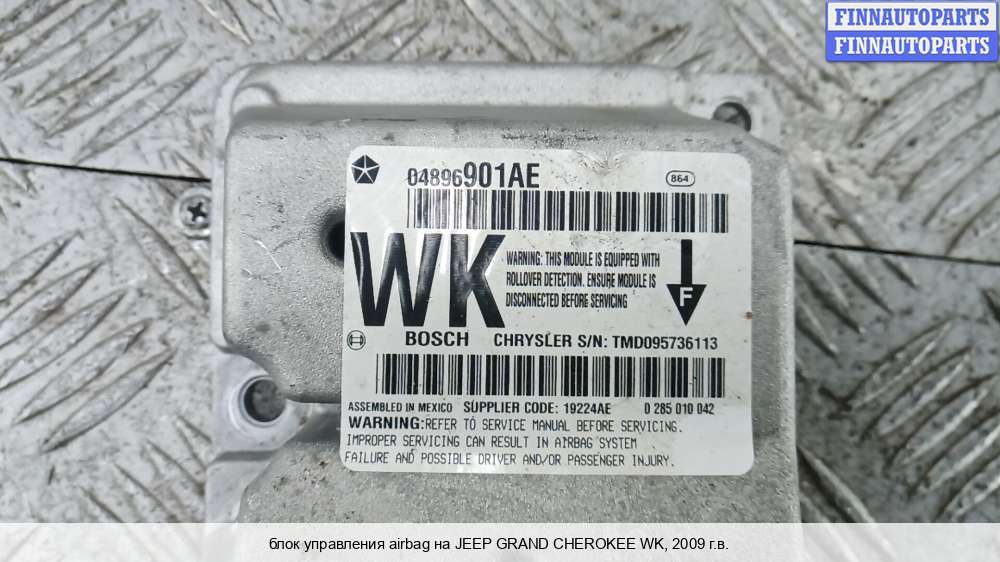 FINNAUTOPARTS
FINNAUTOPARTS
04896901AE
864
WK
WARNING: THIS MODULE IS EQUIPPED WITH
ROLLOVER DETECTION. ENSURE MODULE IS
DISCONNECTED BEFORE SERVICING
F
BOSCH CHRYSLER S/N: TMD095736113
ASSEMBLED IN MEXICO SUPPLIER CODE: 19224AE 0 285 010 042
WARNING:REFER TO SERVICE MANUAL BEFORE SERVICING.
IMPROPER SERVICING CAN RESULT IN AIRBAG SYSTEM
FAILURE AND POSSIBLE DRIVER AND/OR PASSENGER INJURY.
блок управления airbag на JEEP GRAND CHEROKEE WK, 2009 г.в.